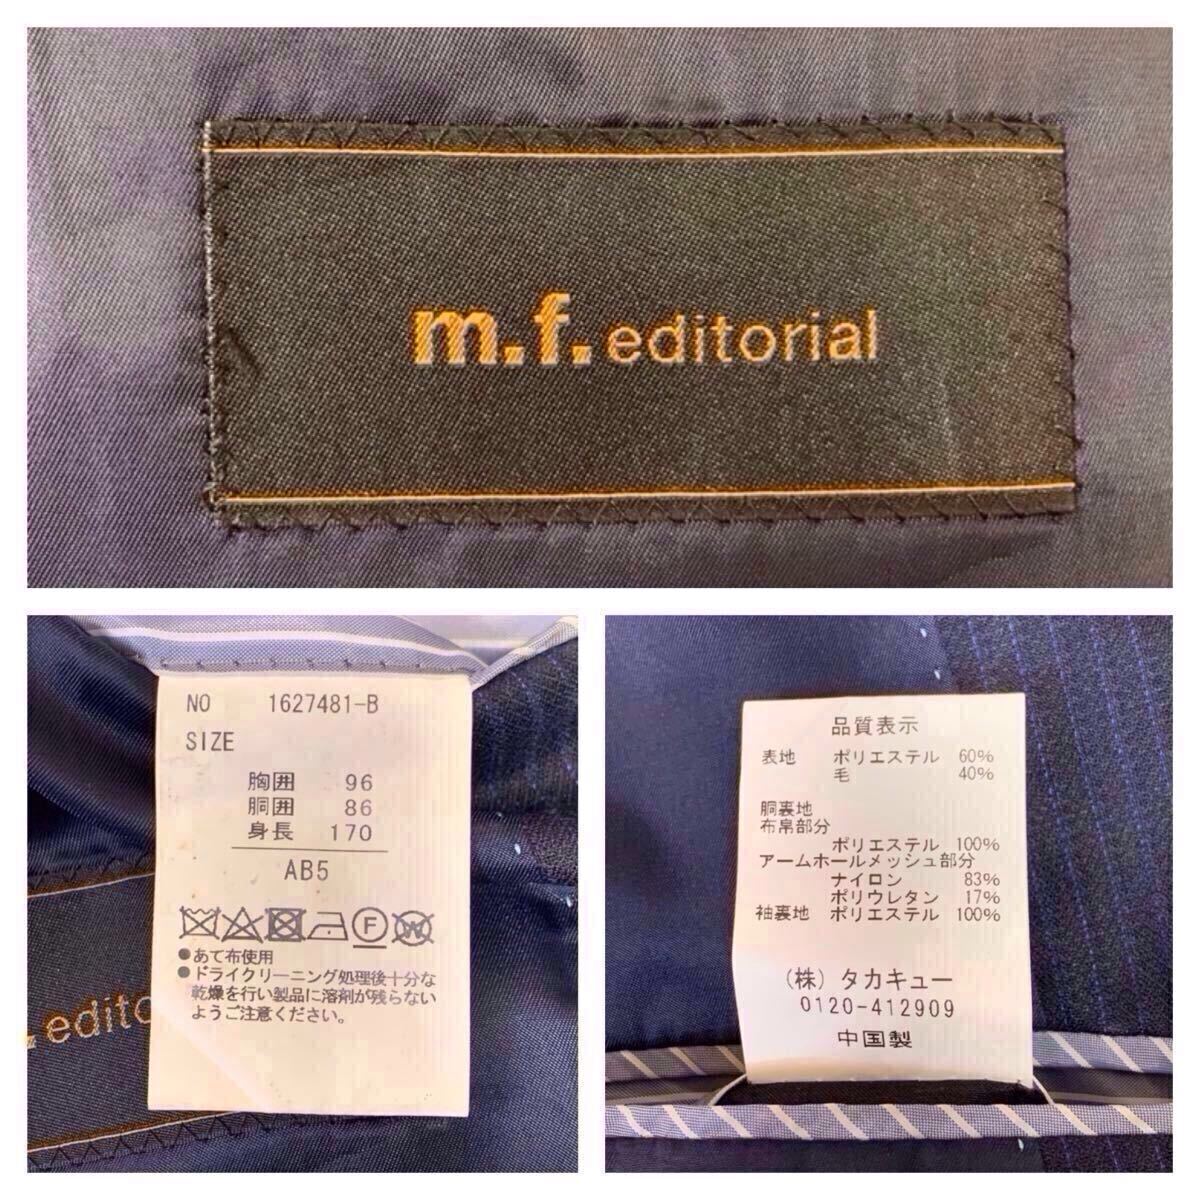 m.f. editorial
NO 1627481-B
SIZE
胸囲 96
胴囲 86
身長 170
AB5
F W
●あて布使用
●ドライクリーニング処理後十分な
乾燥を行い製品に溶剤が残らない
ようご注意ください。
. edito
品質表示
表地 ポリエステル 60%
毛 40%
胴裏地
布帛部分
ポリエステル 100%
アームホールメッシュ部分
ナイロン 83%
ポリウレタン 17%
袖裏地 ポリエステル 100%
(株) タカキュー
0120-412909
中国製